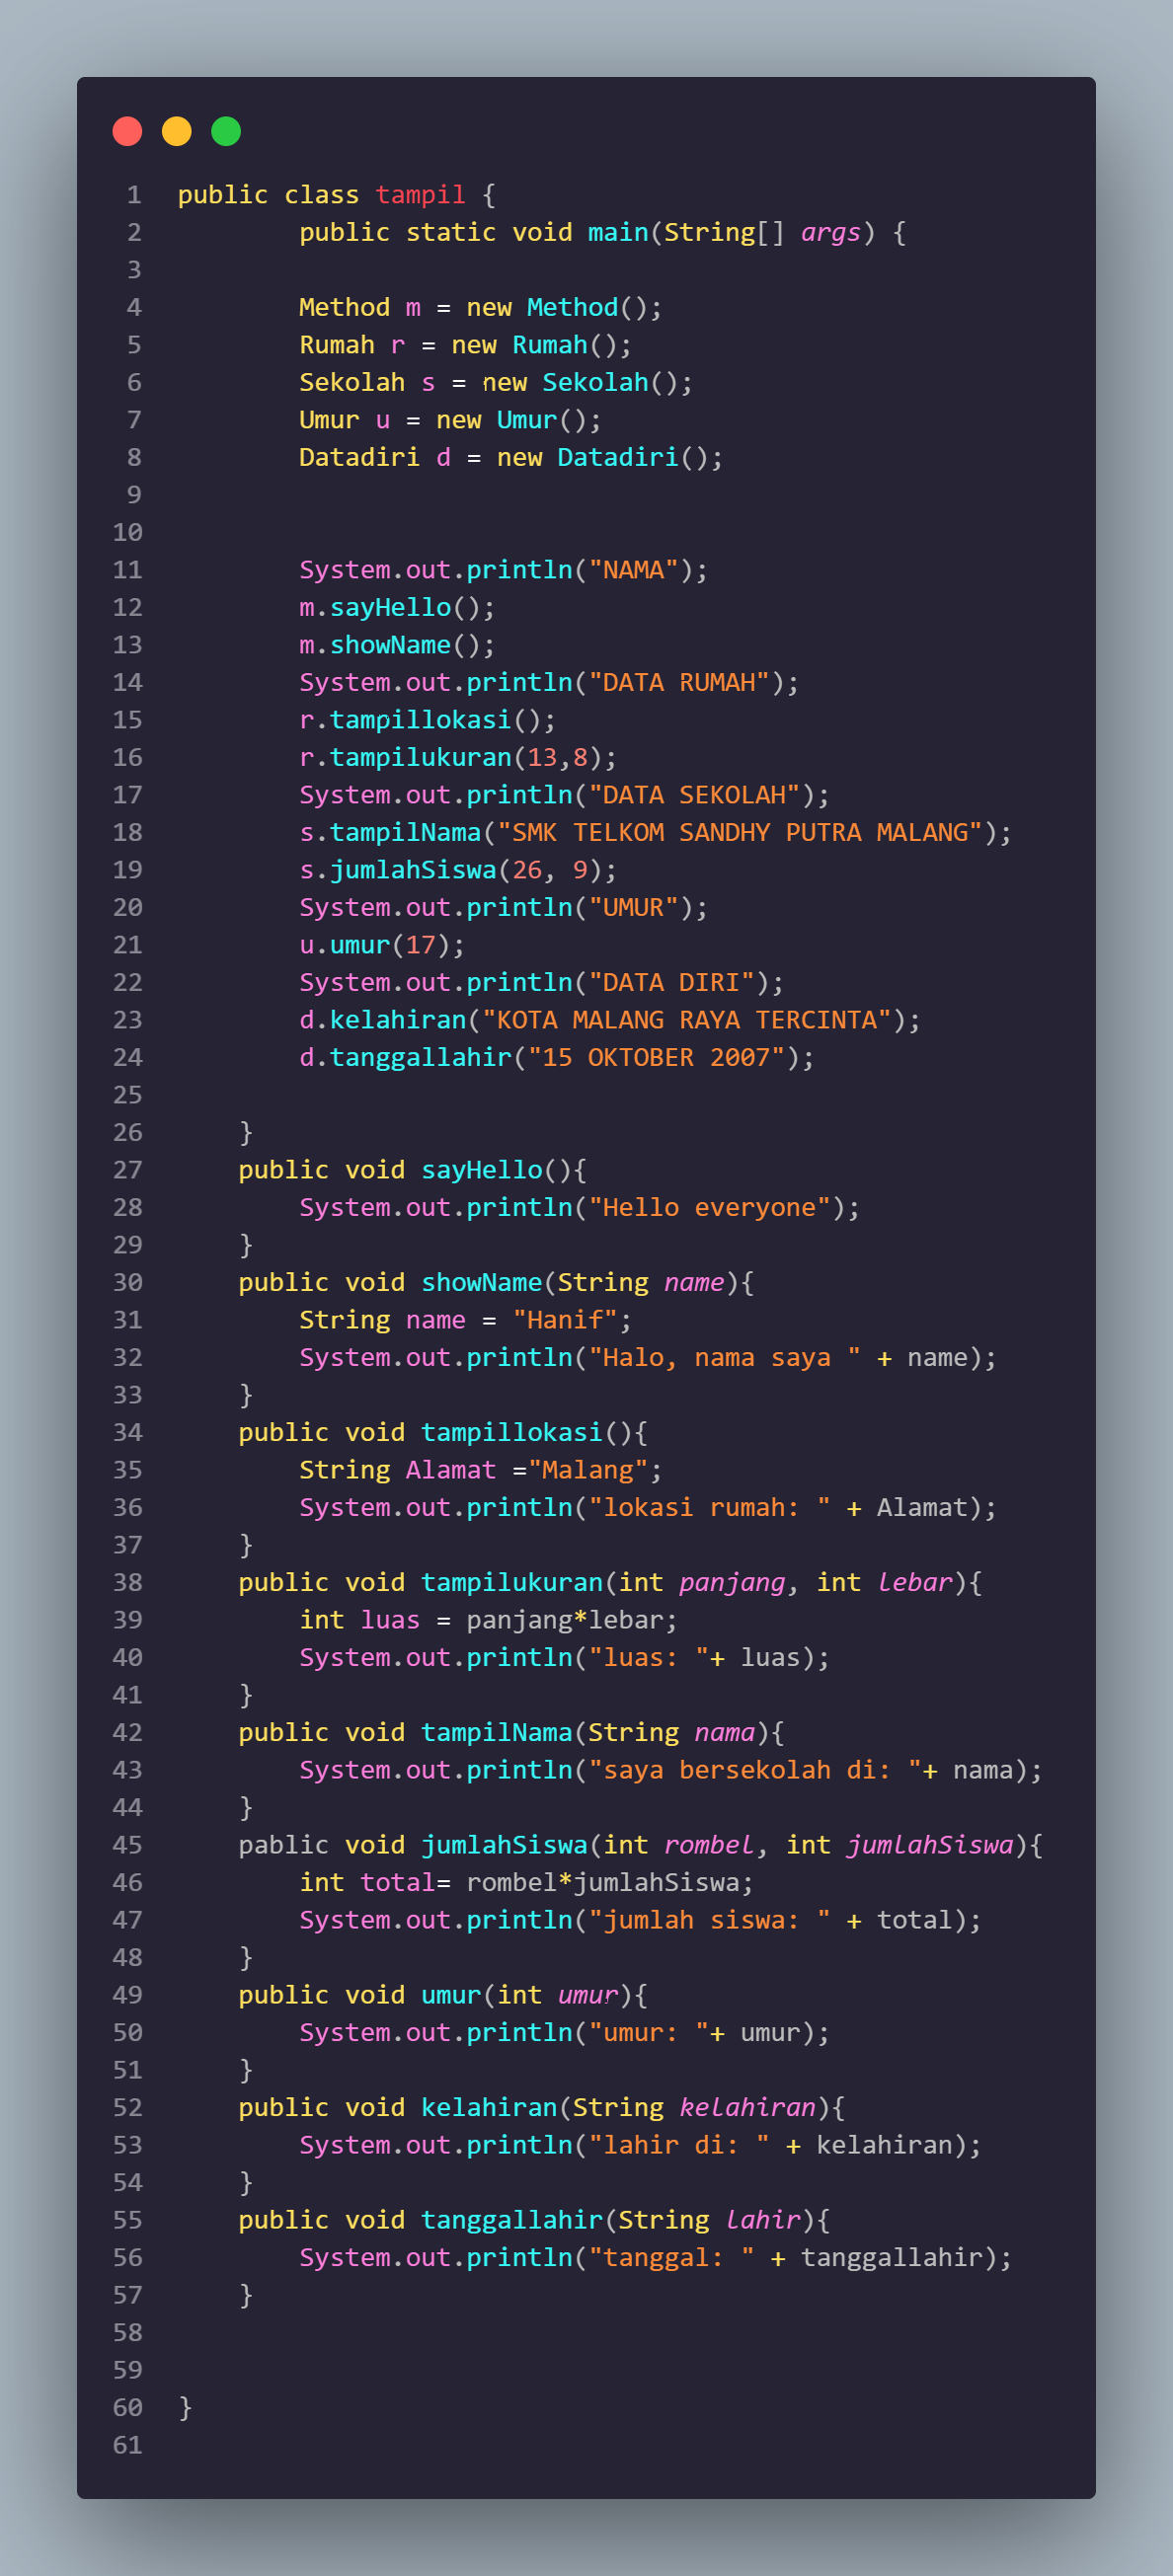 1 public class tampil {
2 public static void main(String[] args) {
3
4 Method m = new Method();
5 Rumah r = new Rumah();
6 Sekolah s = new Sekolah();
7 Umur u = new Umur();
8 Datadiri d = new Datadiri();
9
10
11 System.out.println("NAMA");
12 m.sayHello();
13 m.showName();
14 System.out.println("DATA RUMAH");
15 r.tampillokasi();
16 r.tampilukuran(13,8);
17 System.out.println("DATA SEKOLAH");
18 s.tampilNama("SMK TELKOM SANDHY PUTRA MALANG");
19 s.jumlahSiswa(26, 9);
20 System.out.println("UMUR");
21 u.umur(17);
22 System.out.println("DATA DIRI");
23 d.kelahiran("KOTA MALANG RAYA TERCINTA");
24 d.tanggallahir("15 OKTOBER 2007");
25
26 }
27 public void sayHello(){
28 System.out.println("Hello everyone");
29 }
30 public void showName(String name){
31 String name = "Hanif";
32 System.out.println("Halo, nama saya " + name);
33 }
34 public void tampillokasi(){
35 String Alamat ="Malang";
36 System.out.println("lokasi rumah: " + Alamat);
37 }
38 public void tampilukuran(int panjang, int lebar){
39 int luas = panjang*lebar;
40 System.out.println("luas: "+ luas);
41 }
42 public void tampilNama(String nama){
43 System.out.println("saya bersekolah di: "+ nama);
44 }
45 pablic void jumlahSiswa(int rombel, int jumlahSiswa){
46 int total= rombel*jumlahSiswa;
47 System.out.println("jumlah siswa: " + total);
48 }
49 public void umur(int umur){
50 System.out.println("umur: "+ umur);
51 }
52 public void kelahiran(String kelahiran){
53 System.out.println("lahir di: " + kelahiran);
54 }
55 public void tanggallahir(String lahir){
56 System.out.println("tanggal: " + tanggallahir);
57 }
58
59
60 }
61